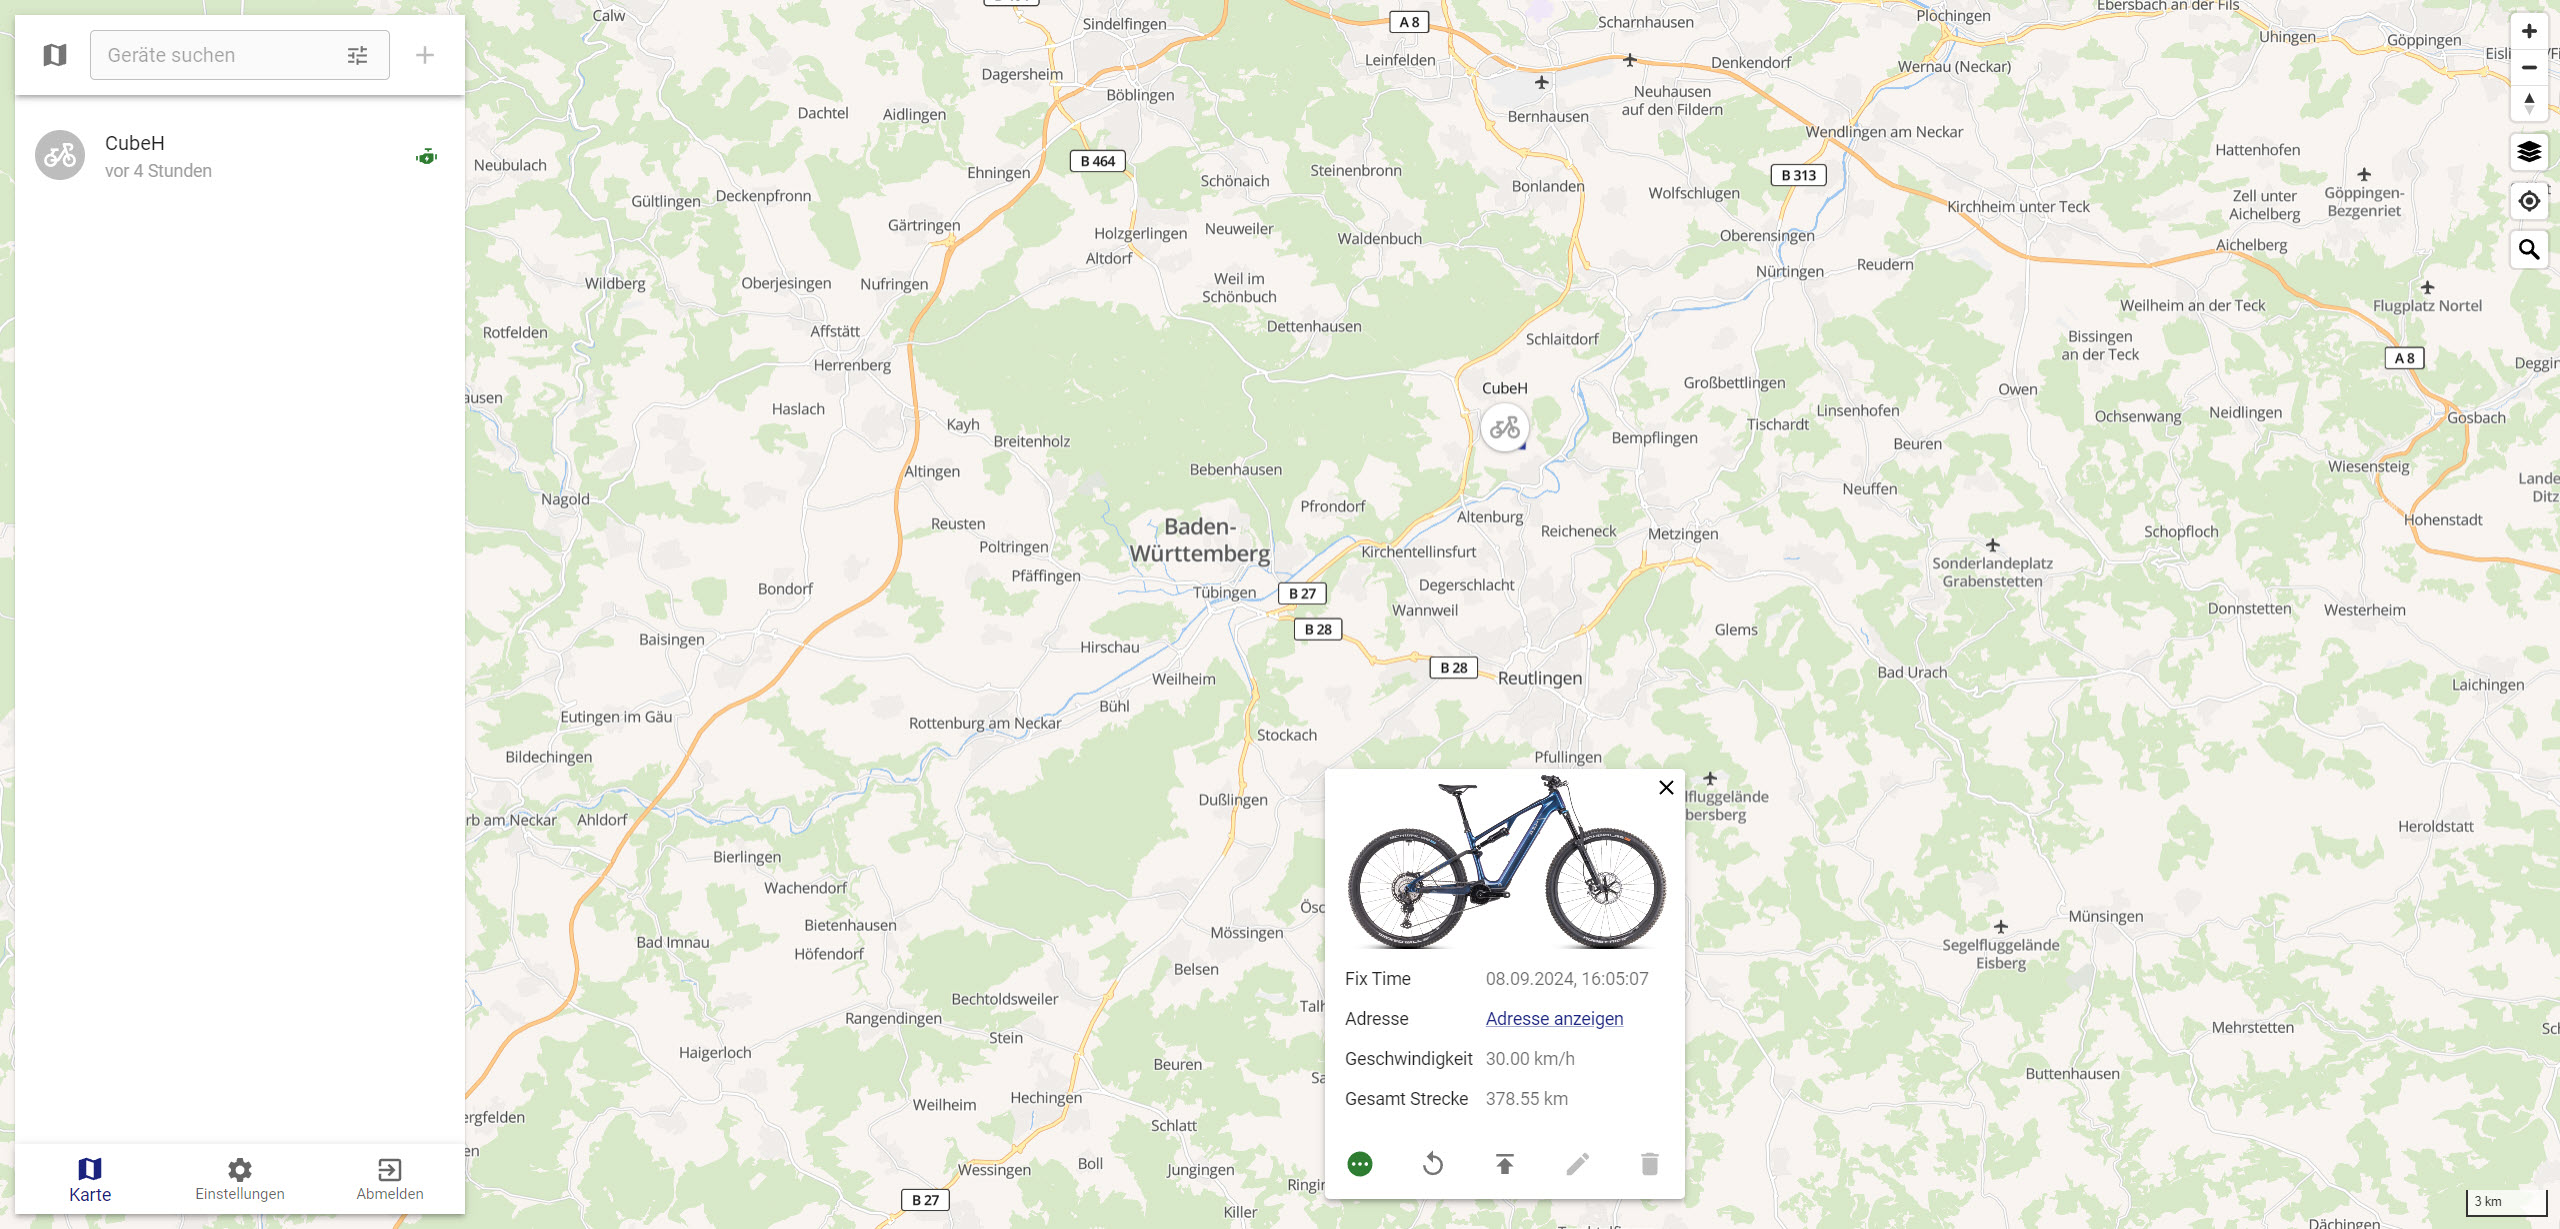 Geräte suchen
CubeH
vor 4 Stunden
Karte
Einstellungen
Abmelden
Calw
Sindelfingen
A 8
Scharnhausen
Plochingen
Ebersbach an der Fils
Uhingen
Göppingen
Leinfelden
Dagersheim
Denkendorf
Wernau (Neckar)
Böblingen
Neuhausen
auf den Fildern
Dachtel
Aidlingen
Bernhausen
Wendlingen am Neckar
Hattenhofen
Neubulach
B 464
Ehningen
Steinenbronn
Schönaich
B 313
Bonlanden
Wolfschlugen
Gültlingen
Deckenpfronn
Kirchheim unter Teck
Zell unter
Aichelberg
Göppingen-
Bezgenriet
Gärtringen
Holzgerlingen
Neuweiler
Waldenbuch
Oberensingen
Aichelberg
Altdorf
Nürtingen
Reudern
Wildberg
Oberjesingen
Nufringen
Weil im
Schönbuch
Weilheim an der Teck
Flugplatz Nortel
Rotfelden
Affstätt
Dettenhausen
Schlaitdorf
Bissingen
an der Teck
A 8
Herrenberg
CubeH
Großbettlingen
Owen
Haslach
Linsenhofen
Ochsenwang
Neidlingen
Gosbach
Kayh
Breitenholz
Tischardt
Bempflingen
Beuren
Altingen
Bebenhausen
Wiesensteig
Nagold
Pfrondorf
Neuffen
Altenburg
Reusten
Baden-
Württemberg
Reicheneck
Metzingen
Schopfloch
Hohenstadt
Poltringen
Kirchentellinsfurt
Sonderlandeplatz
Grabenstetten
Pfäffingen
Bondorf
Tübingen
B 27
Degerschlacht
Wannweil
Donnstetten
Westerheim
B 28
Glems
Baisingen
Hirschau
B 28
Reutlingen
Bad Urach
Weilheim
Laichingen
Bühl
Eutingen im Gäu
Rottenburg am Neckar
Stockach
Bildechingen
Pfullingen
Dußlingen
Ahldorf
Heroldstatt
Bierlingen
Wachendorf
Bietenhausen
Höfendorf
Bad Imnau
Mössingen
Münsingen
Segelfluggelände
Eisberg
Belsen
Bechtoldsweiler
Rangendingen
Stein
Haigerloch
Beuren
Mehrstetten
Buttenhausen
Weilheim
Hechingen
Schlatt
Wessingen
Boll
Jungingen
B 27
Killer
Dächingen
Fix Time 08.09.2024, 16:05:07
Adresse Adresse anzeigen
Geschwindigkeit 30.00 km/h
Gesamt Strecke 378.55 km
3 km